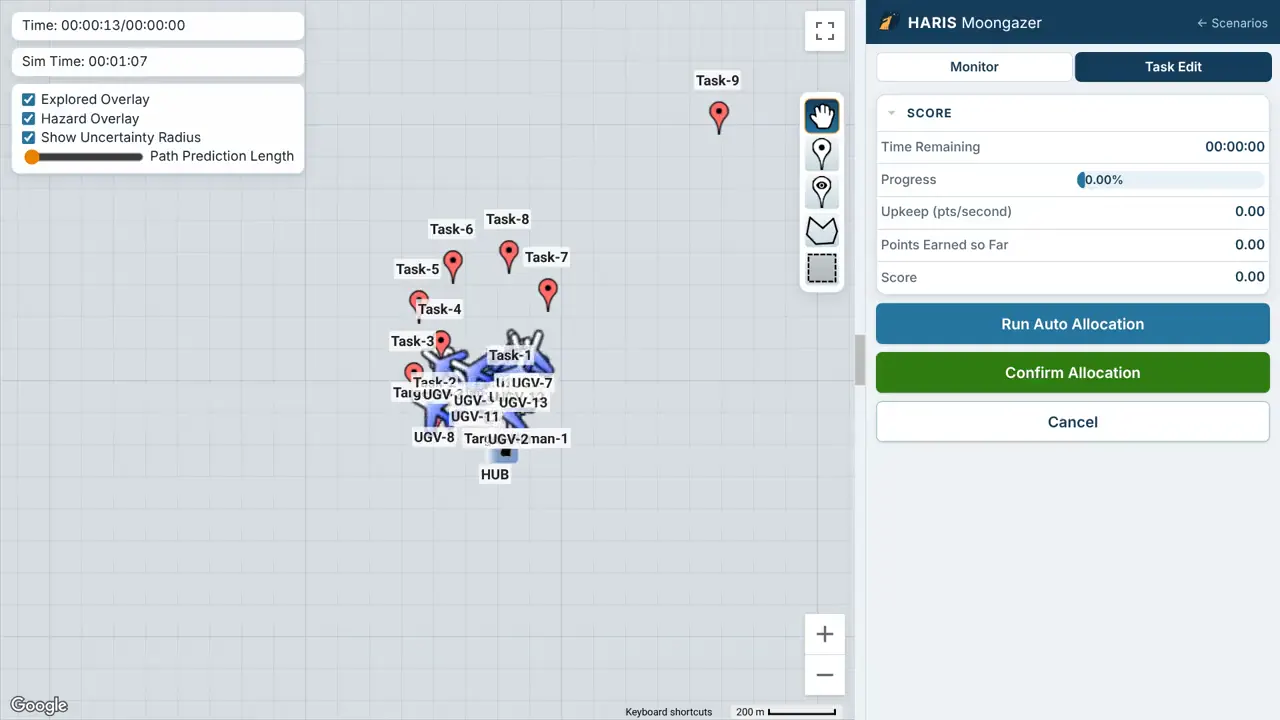 Time: 00:00:13/00:00:00
Sim Time: 00:01:07
Explored Overlay
Hazard Overlay
Show Uncertainty Radius
Path Prediction Length
Task-9
Task-8
Task-6
Task-7
Task-5
Task-4
Task-3
Task-1
Task-2
UGV-7
UGV-13
UGV-11
UGV-8
UGV-2
man-1
HUB
Google
Keyboard shortcuts
200 m
HARIS Moongazer
← Scenarios
Monitor
Task Edit
SCORE
Time Remaining 00:00:00
Progress 0.00%
Upkeep (pts/second) 0.00
Points Earned so Far 0.00
Score 0.00
Run Auto Allocation
Confirm Allocation
Cancel